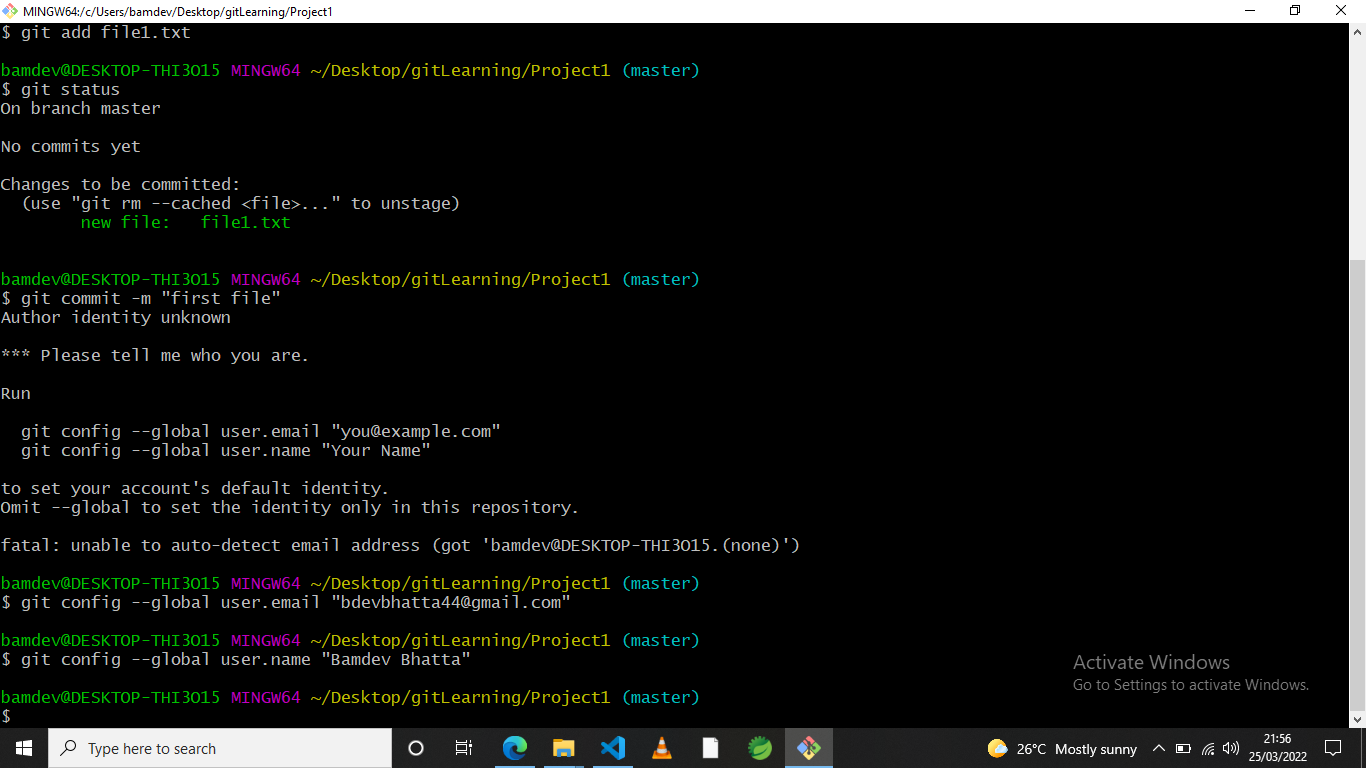 MINGW64:/c/Users/bamdev/Desktop/gitLearning/Project1
$ git add file1.txt
bamdev@DESKTOP-THI3O15 MINGW64 ~/Desktop/gitLearning/Project1 (master)
$ git status
On branch master
No commits yet
Changes to be committed:
  (use "git rm --cached <file>..." to unstage)
        new file:   file1.txt
bamdev@DESKTOP-THI3O15 MINGW64 ~/Desktop/gitLearning/Project1 (master)
$ git commit -m "first file"
Author identity unknown
*** Please tell me who you are.
Run
  git config --global user.email "you@example.com"
  git config --global user.name "Your Name"
to set your account's default identity.
Omit --global to set the identity only in this repository.
fatal: unable to auto-detect email address (got 'bamdev@DESKTOP-THI3O15.(none)')
bamdev@DESKTOP-THI3O15 MINGW64 ~/Desktop/gitLearning/Project1 (master)
$ git config --global user.email "bdevbhatta44@gmail.com"
bamdev@DESKTOP-THI3O15 MINGW64 ~/Desktop/gitLearning/Project1 (master)
$ git config --global user.name "Bamdev Bhatta"
bamdev@DESKTOP-THI3O15 MINGW64 ~/Desktop/gitLearning/Project1 (master)
$
Activate Windows
Go to Settings to activate Windows.
Type here to search
26°C Mostly sunny
21:56
25/03/2022